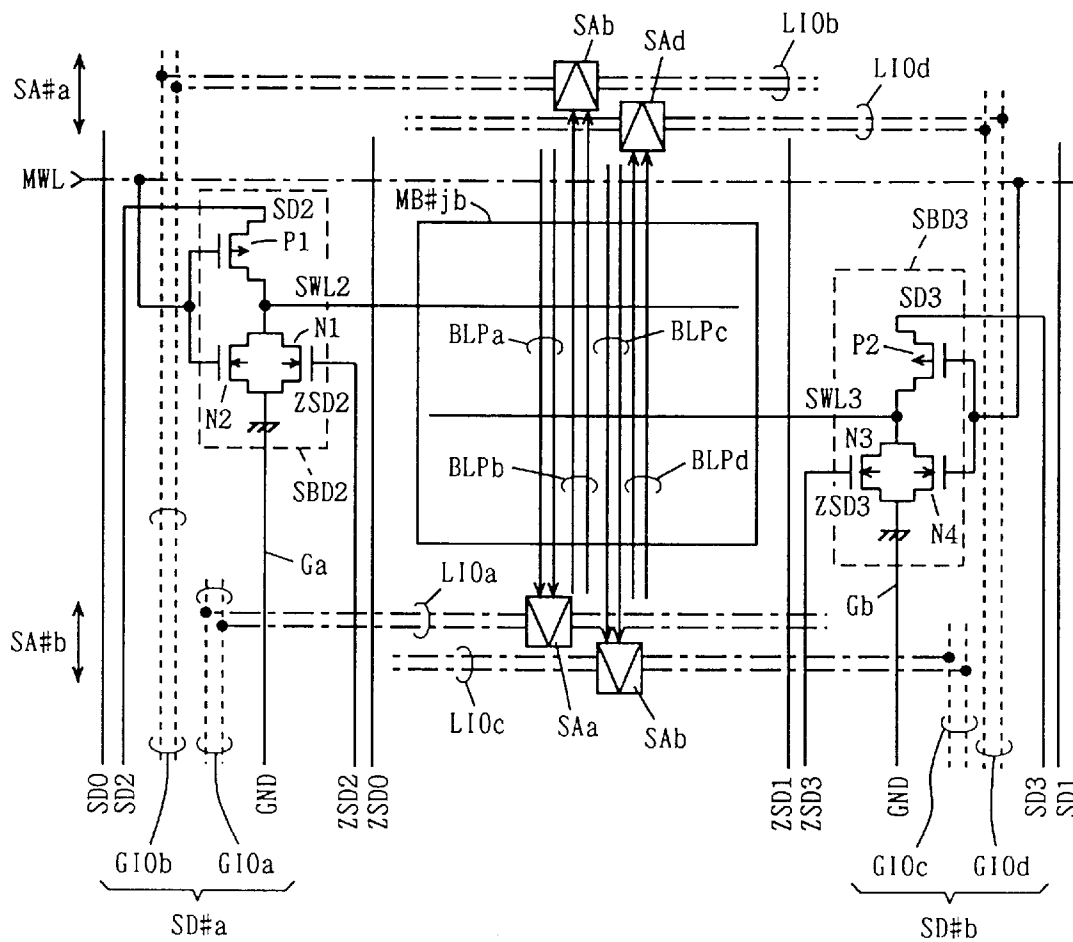 SAb
SAd
LIOb
LIOd
SA#a
MWL
MB#jb
SD2
P1
SBD3
SWL2
SD3
N1
BLPa
BLPc
P2
N2
ZSD2
SWL3
N3
BLPb
BLPd
SBD2
ZSD3
N4
Ga
LIOa
Gb
SA#b
LIOc
SAa
SAb
SD0
SD2
GND
ZSD2
ZSD0
ZSD1
ZSD3
GND
SD3
SD1
GIOb
GIOa
GIOc
GIOd
SD#a
SD#b